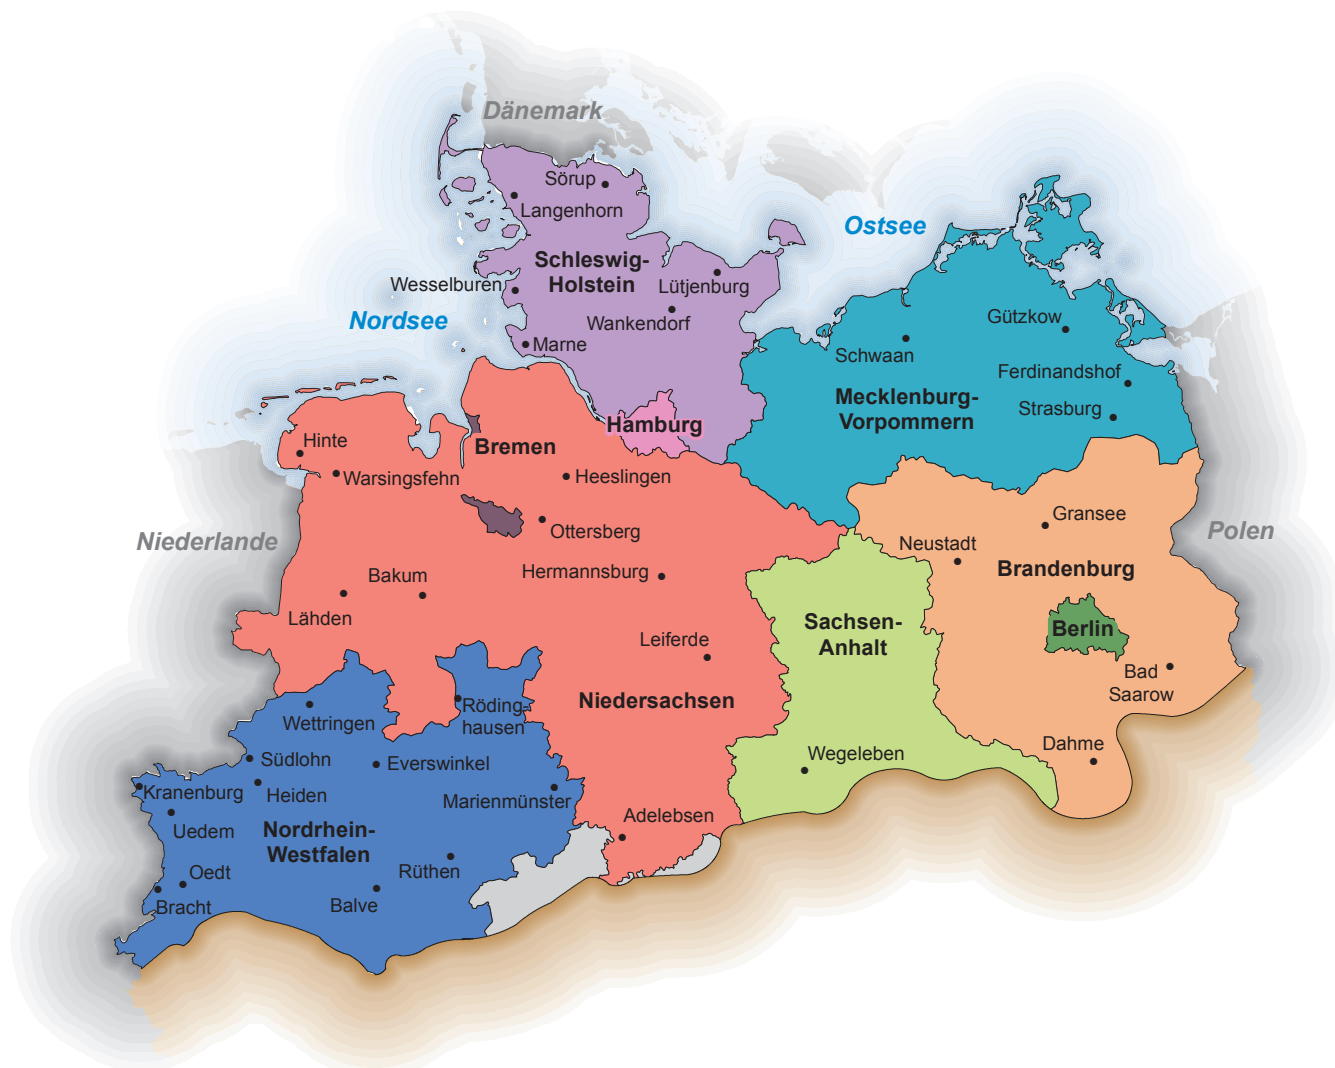 Dänemark
Sörup
Langenhorn
Ostsee
Schleswig-
Holstein
Wesselburen
Lütjenburg
Nordsee
Wankendorf
Gützkow
Marne
Schwaan
Ferdinandshof
Mecklenburg-
Vorpommern
Strasburg
Hamburg
Hinte
Bremen
Warsingsfehn
Heeslingen
Gransee
Ottersberg
Niederlande
Polen
Neustadt
Brandenburg
Hermannsburg
Bakum
Lähden
Sachsen-
Anhalt
Berlin
Leiferde
Bad
Saarow
Niedersachsen
Röding-
hausen
Wettringen
Dahme
Südlohn
Everswinkel
Wegeleben
Kranenburg
Heiden
Marienmünster
Uedem
Adelebsen
Nordrhein-
Westfalen
Oedt
Rüthen
Bracht
Balve